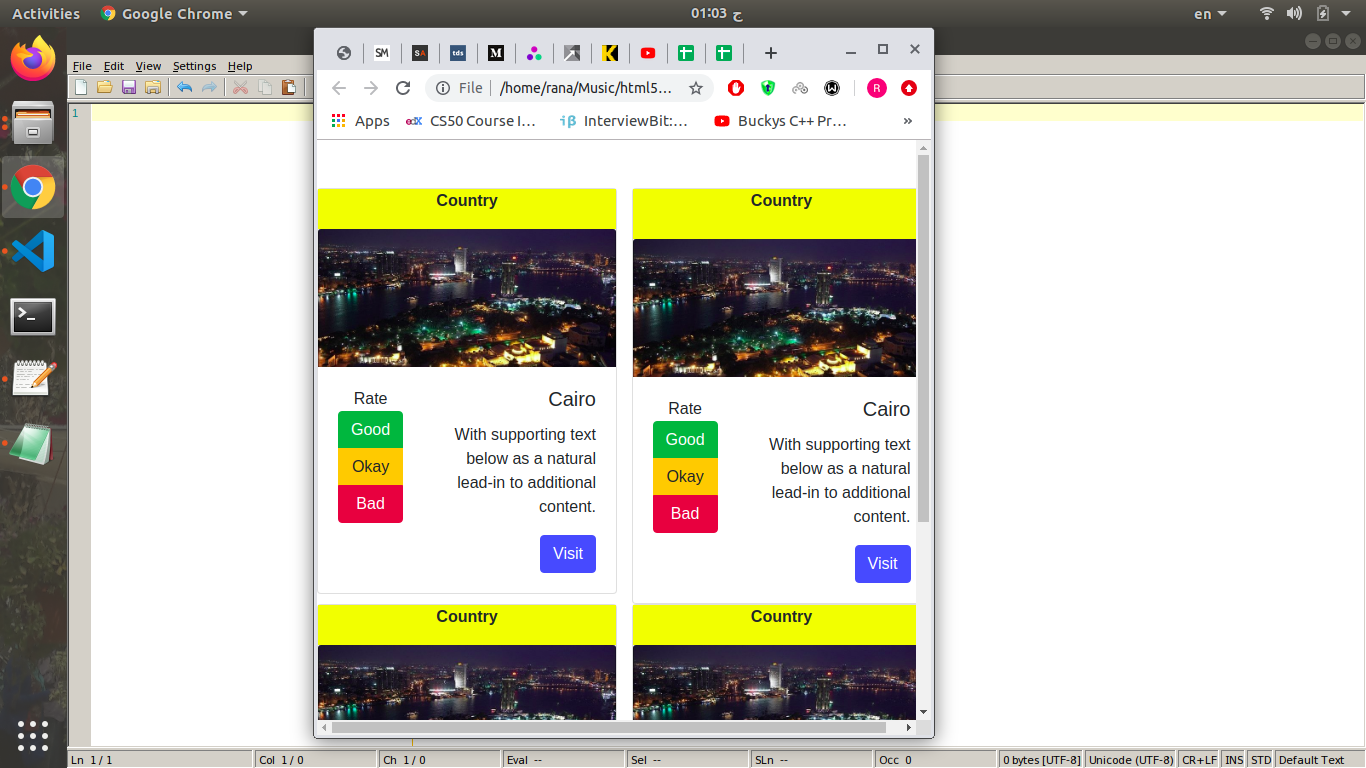 Activities
Google Chrome
01:03 ج
en
File Edit View Settings Help
SM
SA
tds
M
K
File
/home/rana/Music/html5...
R
Apps
edX
CS50 Course I...
iβ
InterviewBit:...
Buckys C++ Pr...
»
1
Country
Country
Rate
Good
Okay
Bad
Cairo
With supporting text
below as a natural
lead-in to additional
content.
Visit
Rate
Good
Okay
Bad
Cairo
With supporting text
below as a natural
lead-in to additional
content.
Visit
Country
Country
Ln 1 / 1
Col 1 / 0
Ch 1 / 0
Eval --
Sel --
SLn --
Occ 0
0 bytes [UTF-8]
Unicode (UTF-8)
CR+LF
INS
STD
Default Text